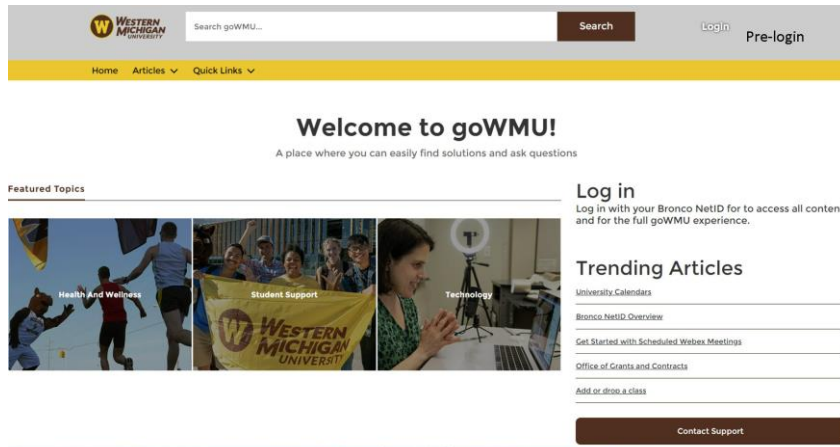 WESTERN
MICHIGAN
UNIVERSITY
Search goWMU...
Search
Login
Pre-login
Home Articles Quick Links
Welcome to goWMU!
A place where you can easily find solutions and ask questions
Featured Topics
Health And Wellness
Student Support
Technology
W WESTERN
MICHIGAN
UNIVERSITY
Log in
Log in with your Bronco NetID for to access all conten
and for the full goWMU experience.
Trending Articles
University Calendars
Bronco NetID Overview
Get Started with Scheduled Webex Meetings
Office of Grants and Contracts
Add or drop a class
Contact Support